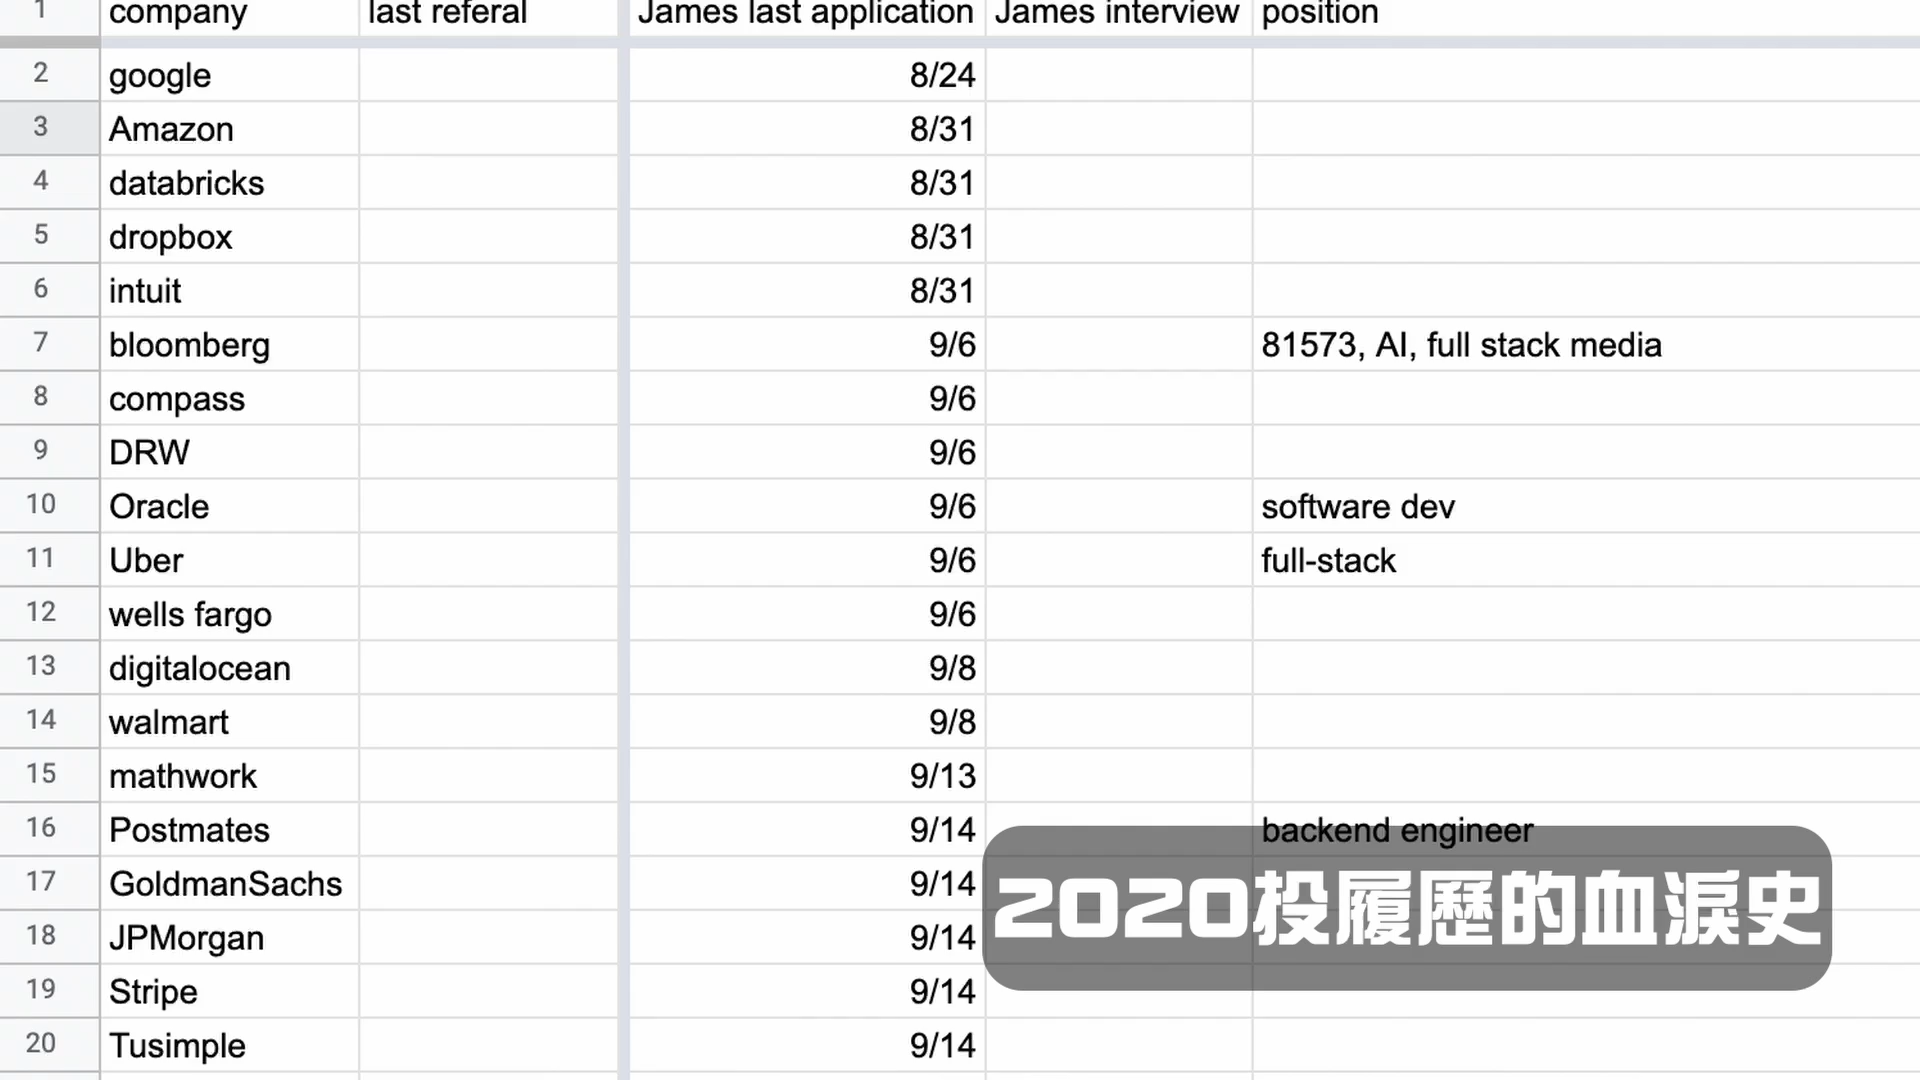 1 company last referal James last application James interview position
2 google 8/24
3 Amazon 8/31
4 databricks 8/31
5 dropbox 8/31
6 intuit 8/31
7 bloomberg 9/6 81573, AI, full stack media
8 compass 9/6
9 DRW 9/6
10 Oracle 9/6 software dev
11 Uber 9/6 full-stack
12 wells fargo 9/6
13 digitalocean 9/8
14 walmart 9/8
15 mathwork 9/13
16 Postmates 9/14 backend engineer
17 GoldmanSachs 9/14
2020投履歷的血淚史
18 JPMorgan 9/14
19 Stripe 9/14
20 Tusimple 9/14